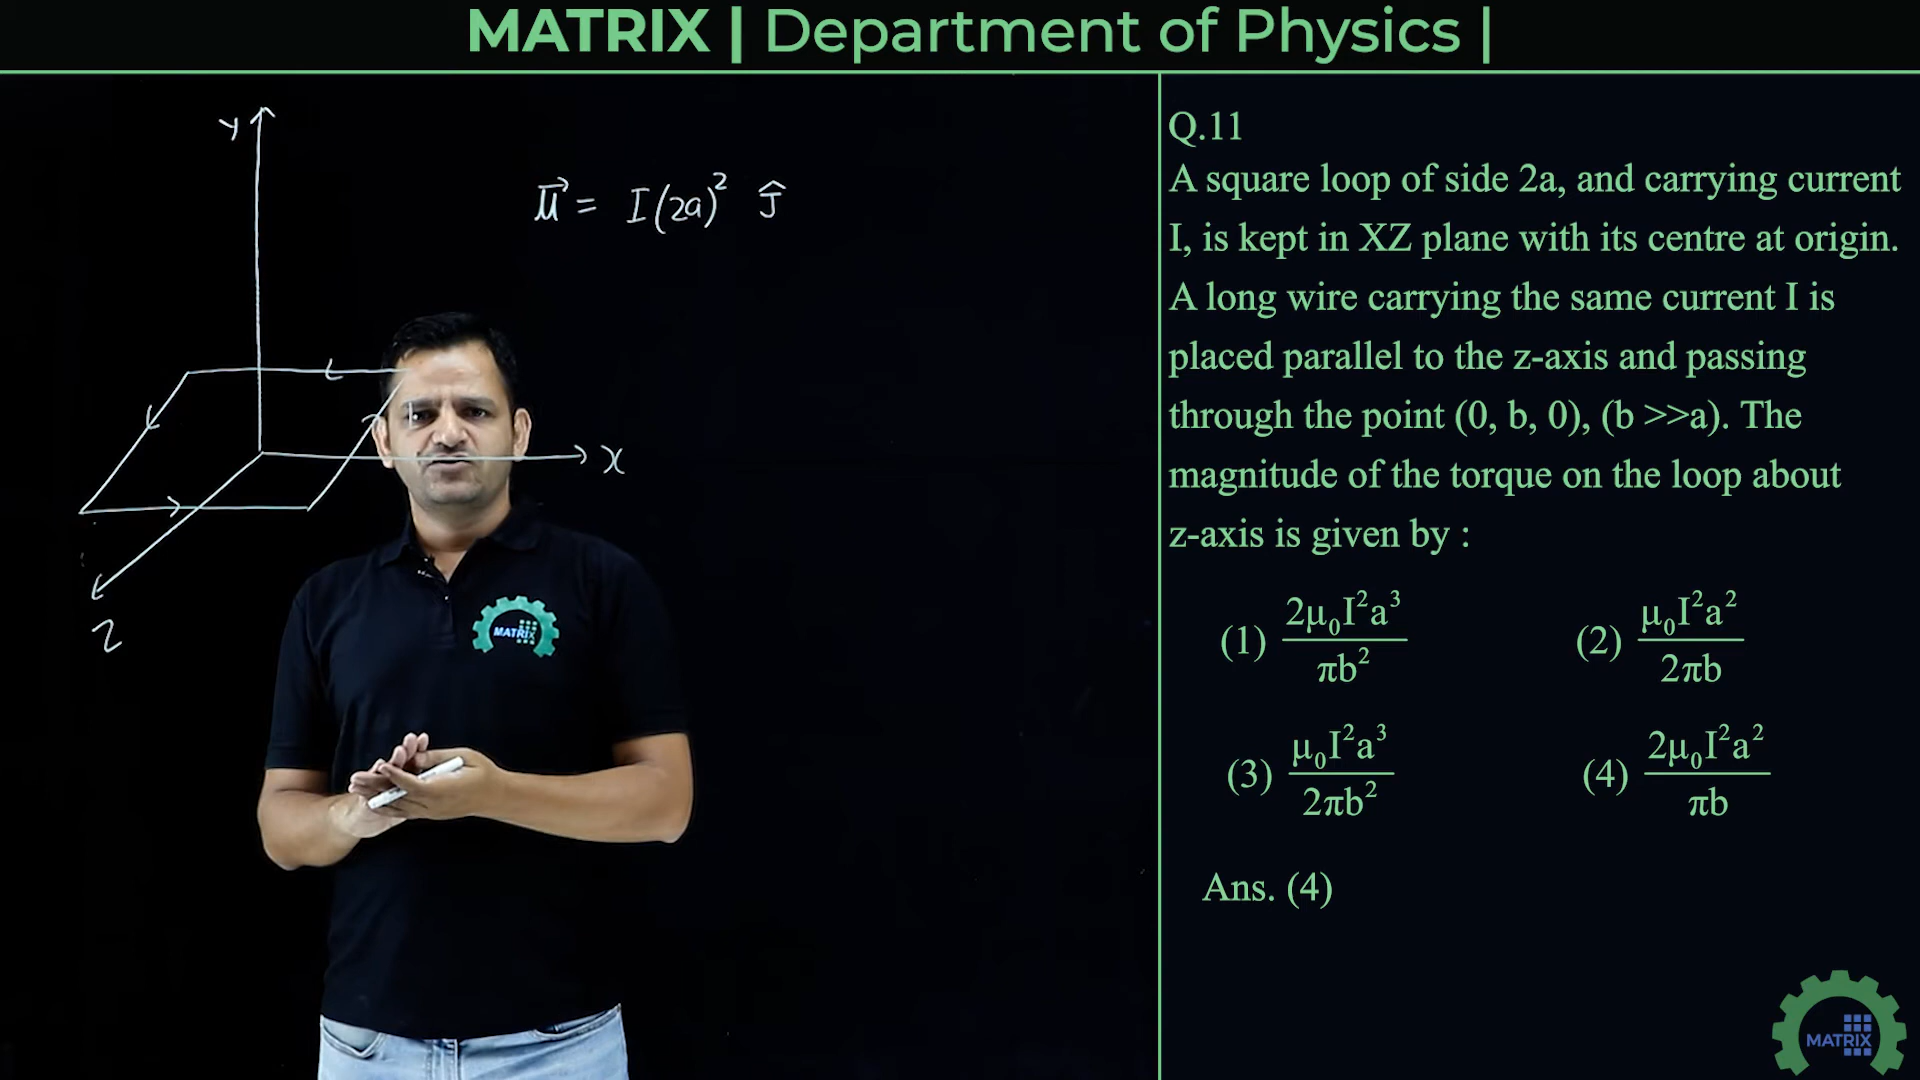 MATRIX | Department of Physics |
Y
μ⃗ = I(2a)² ĵ
X
Z
MATRIX
Q.11
A square loop of side 2a, and carrying current
I, is kept in XZ plane with its centre at origin.
A long wire carrying the same current I is
placed parallel to the z-axis and passing
through the point (0, b, 0), (b >>a). The
magnitude of the torque on the loop about
z-axis is given by :
(1) 2μ₀I²a³ / πb² (2) μ₀I²a² / 2πb
(3) μ₀I²a³ / 2πb² (4) 2μ₀I²a² / πb
Ans. (4)
MATRIX